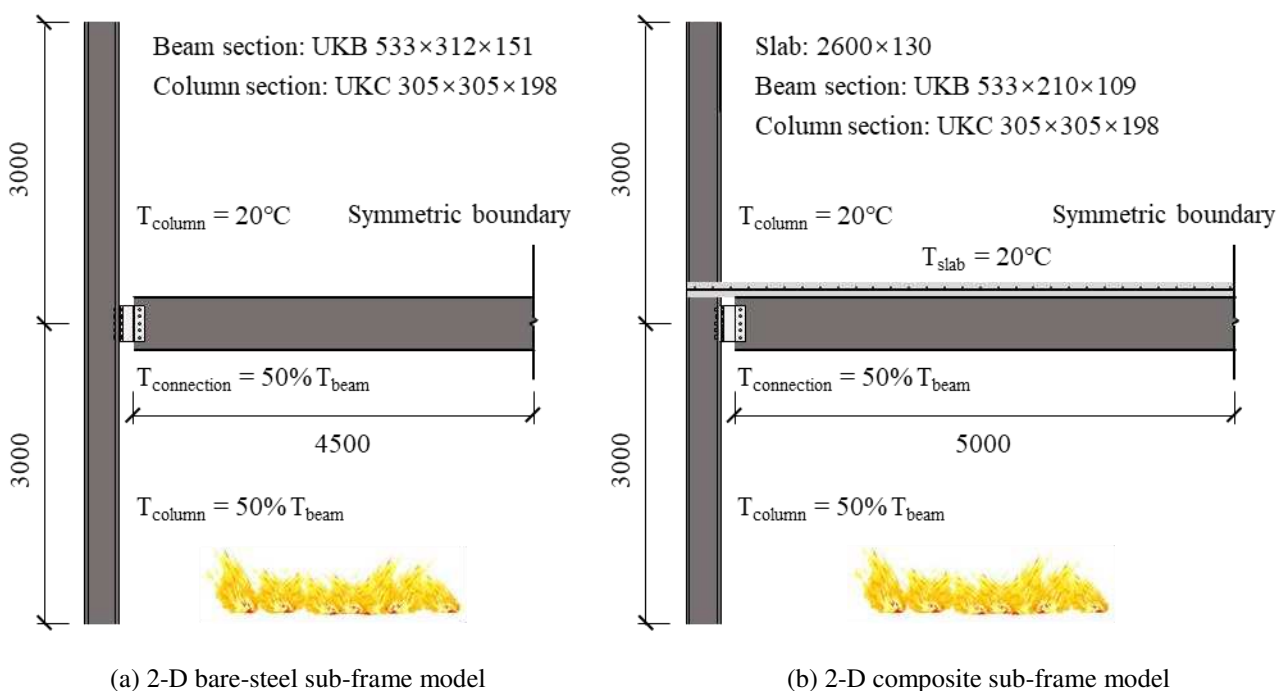 3000
Beam section: UKB 533×312×151
Column section: UKC 305×305×198
T_column = 20°C
Symmetric boundary
T_connection = 50% T_beam
4500
3000
T_column = 50% T_beam
(a) 2-D bare-steel sub-frame model
3000
Slab: 2600×130
Beam section: UKB 533×210×109
Column section: UKC 305×305×198
T_column = 20°C
Symmetric boundary
T_slab = 20°C
T_connection = 50% T_beam
5000
3000
T_column = 50% T_beam
(b) 2-D composite sub-frame model